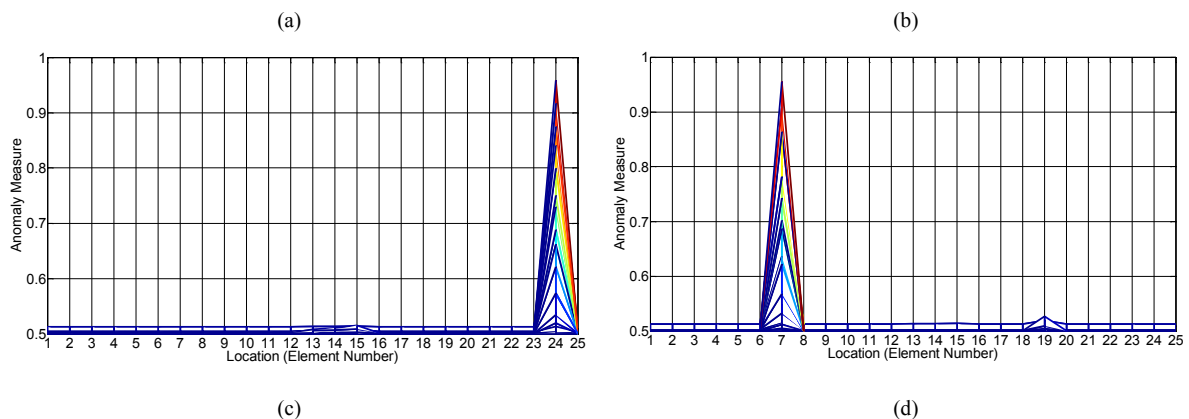 (a)
(b)
1
0.9
0.8
0.7
0.6
0.5
Anomaly Measure
1 2 3 4 5 6 7 8 9 10 11 12 13 14 15 16 17 18 19 20 21 22 23 24 25
Location (Element Number)
1
0.9
0.8
0.7
0.6
0.5
Anomaly Measure
1 2 3 4 5 6 7 8 9 10 11 12 13 14 15 16 17 18 19 20 21 22 23 24 25
Location (Element Number)
(c)
(d)